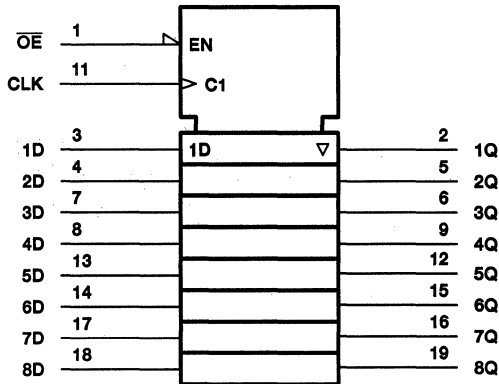 O̅E̅ 1 EN
CLK 11 C1
1D 3 1D ▽ 2 1Q
2D 4 5 2Q
3D 7 6 3Q
4D 8 9 4Q
5D 13 12 5Q
6D 14 15 6Q
7D 17 16 7Q
8D 18 19 8Q